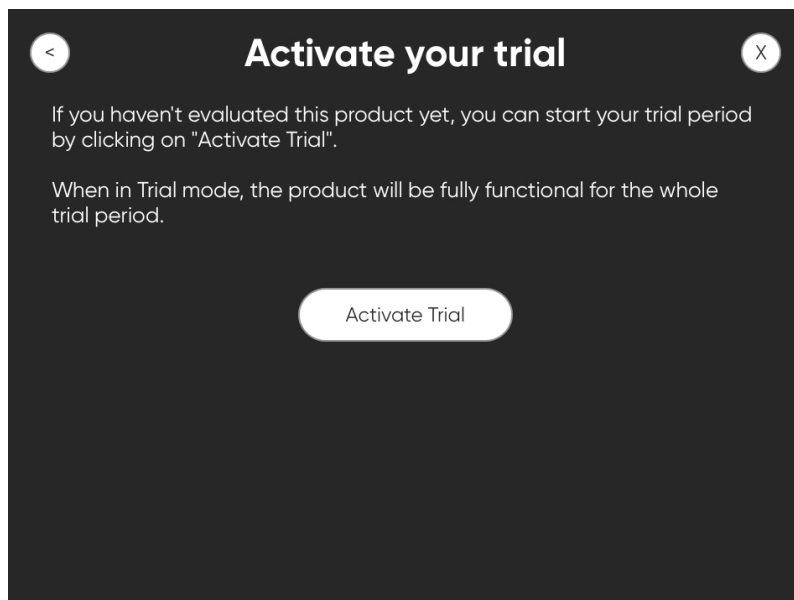 <
Activate your trial
X
If you haven't evaluated this product yet, you can start your trial period
by clicking on "Activate Trial".
When in Trial mode, the product will be fully functional for the whole
trial period.
Activate Trial